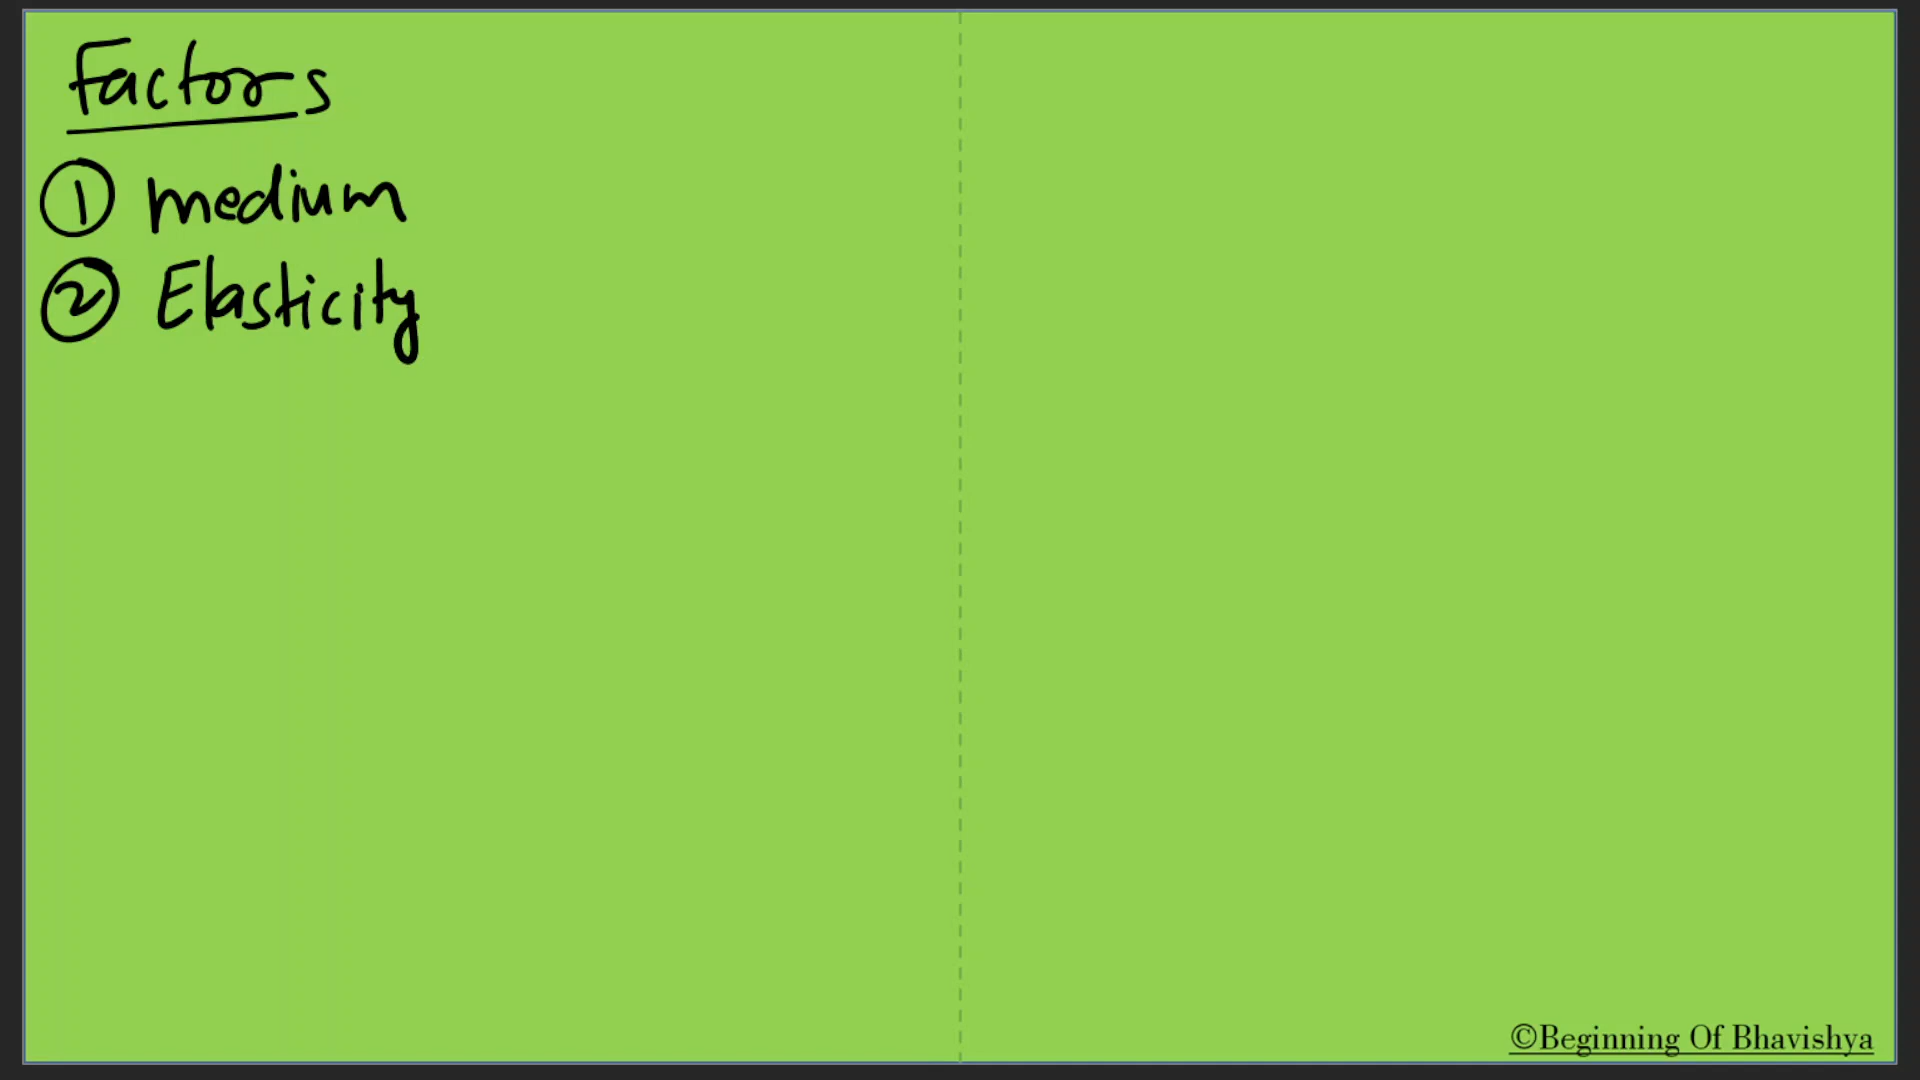 Factors
① medium
② Elasticity
©Beginning Of Bhavishya